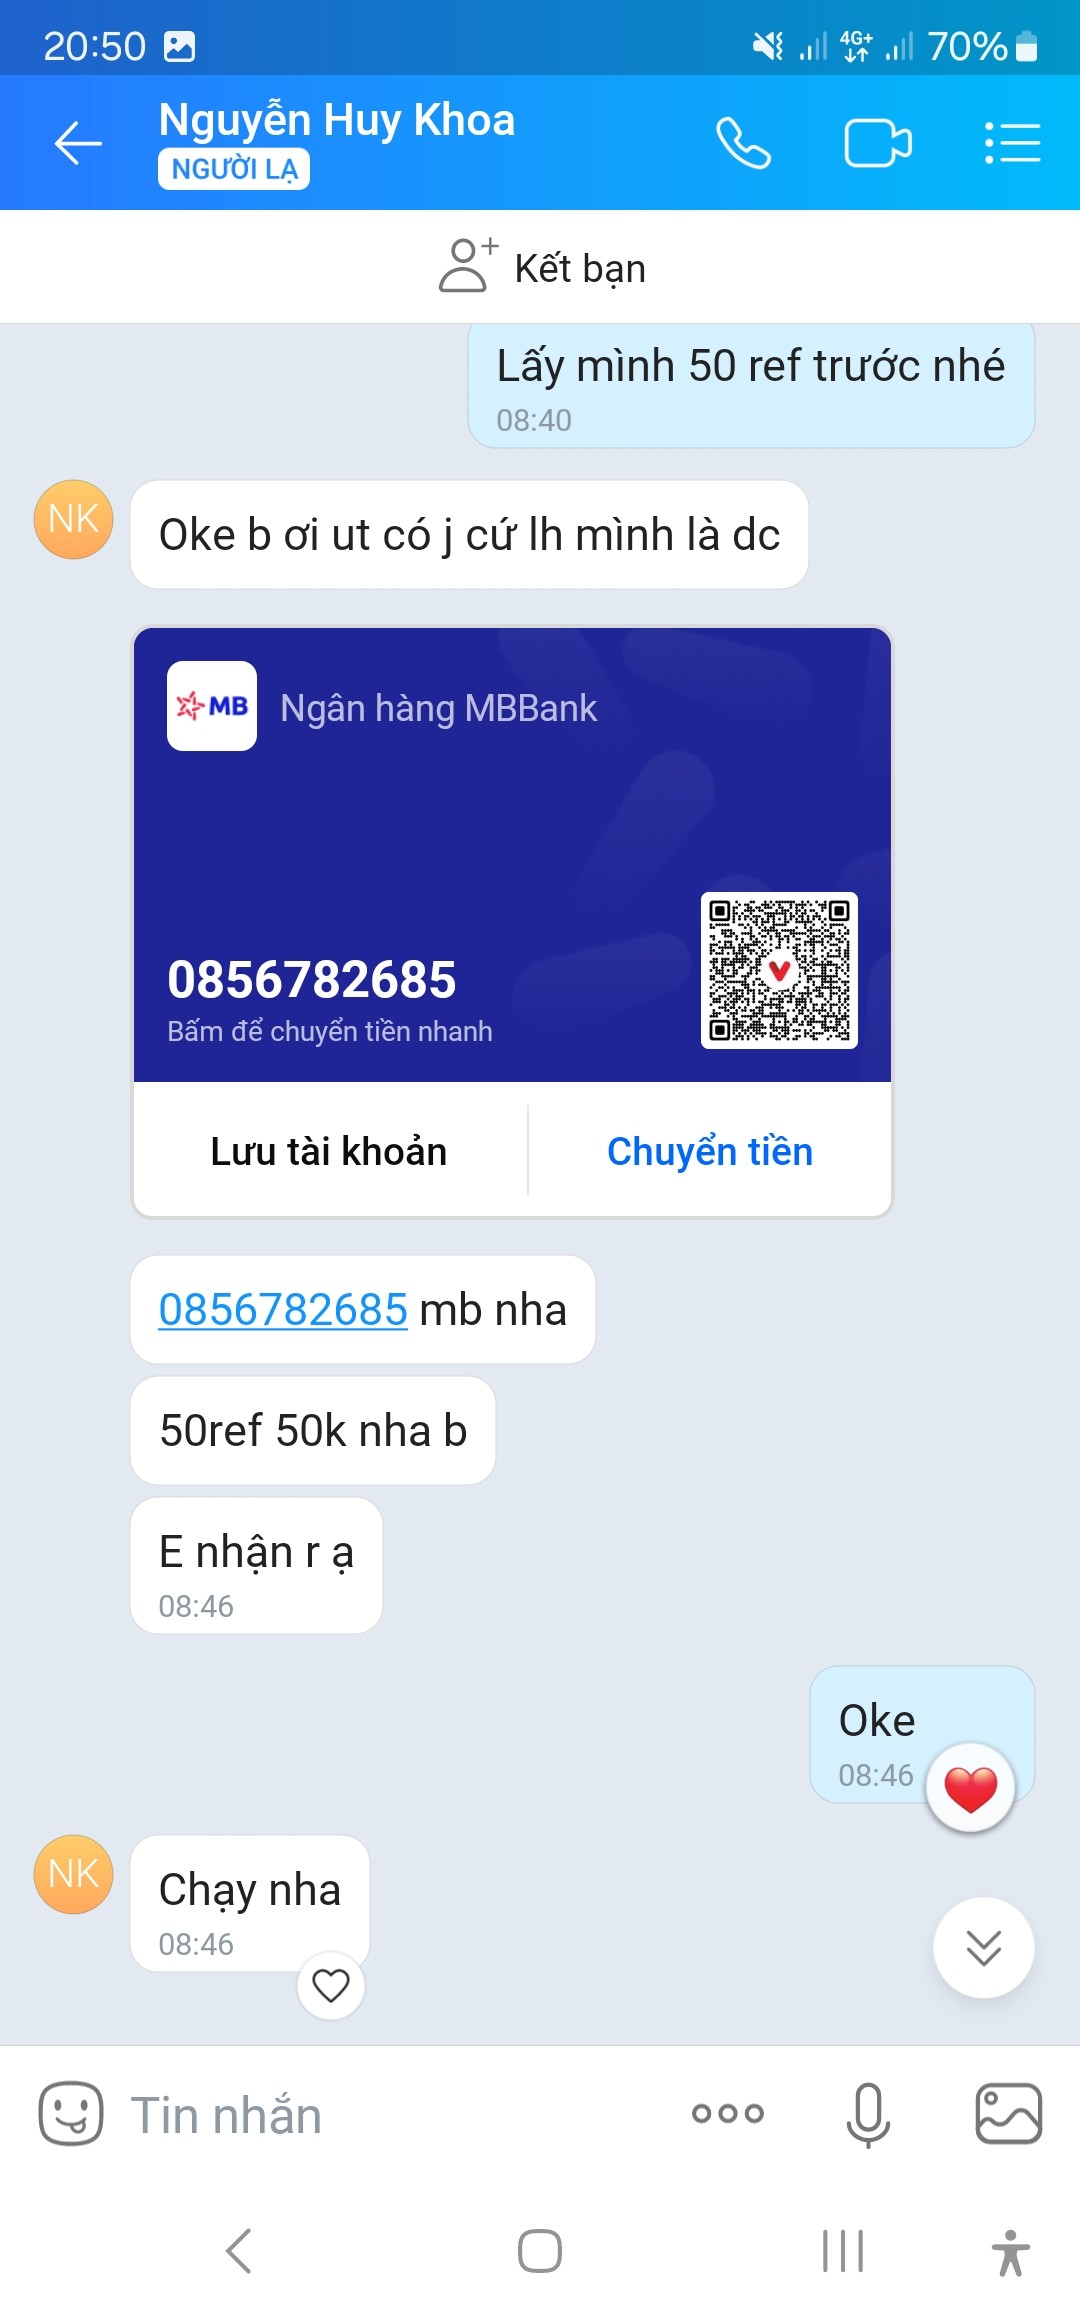 20:50
4G+
70%
Nguyễn Huy Khoa
NGƯỜI LẠ
Kết bạn
Lấy mình 50 ref trước nhé
08:40
NK
Oke b ơi ut có j cứ lh mình là dc
MB
Ngân hàng MBBank
0856782685
Bấm để chuyển tiền nhanh
Lưu tài khoản
Chuyển tiền
0856782685 mb nha
50ref 50k nha b
E nhận r ạ
08:46
Oke
08:46
NK
Chạy nha
08:46
Tin nhắn